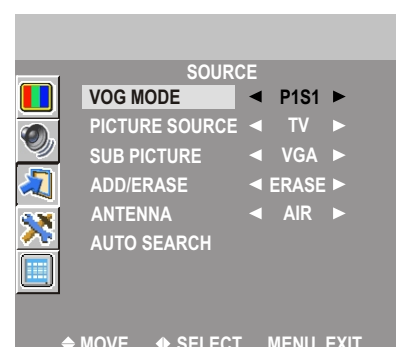 SOURCE
VOG MODE ◄ P1S1 ►
PICTURE SOURCE ◄ TV ►
SUB PICTURE ◄ VGA ►
ADD/ERASE ◄ ERASE ►
ANTENNA ◄ AIR ►
AUTO SEARCH
MOVE SELECT MENU EXIT